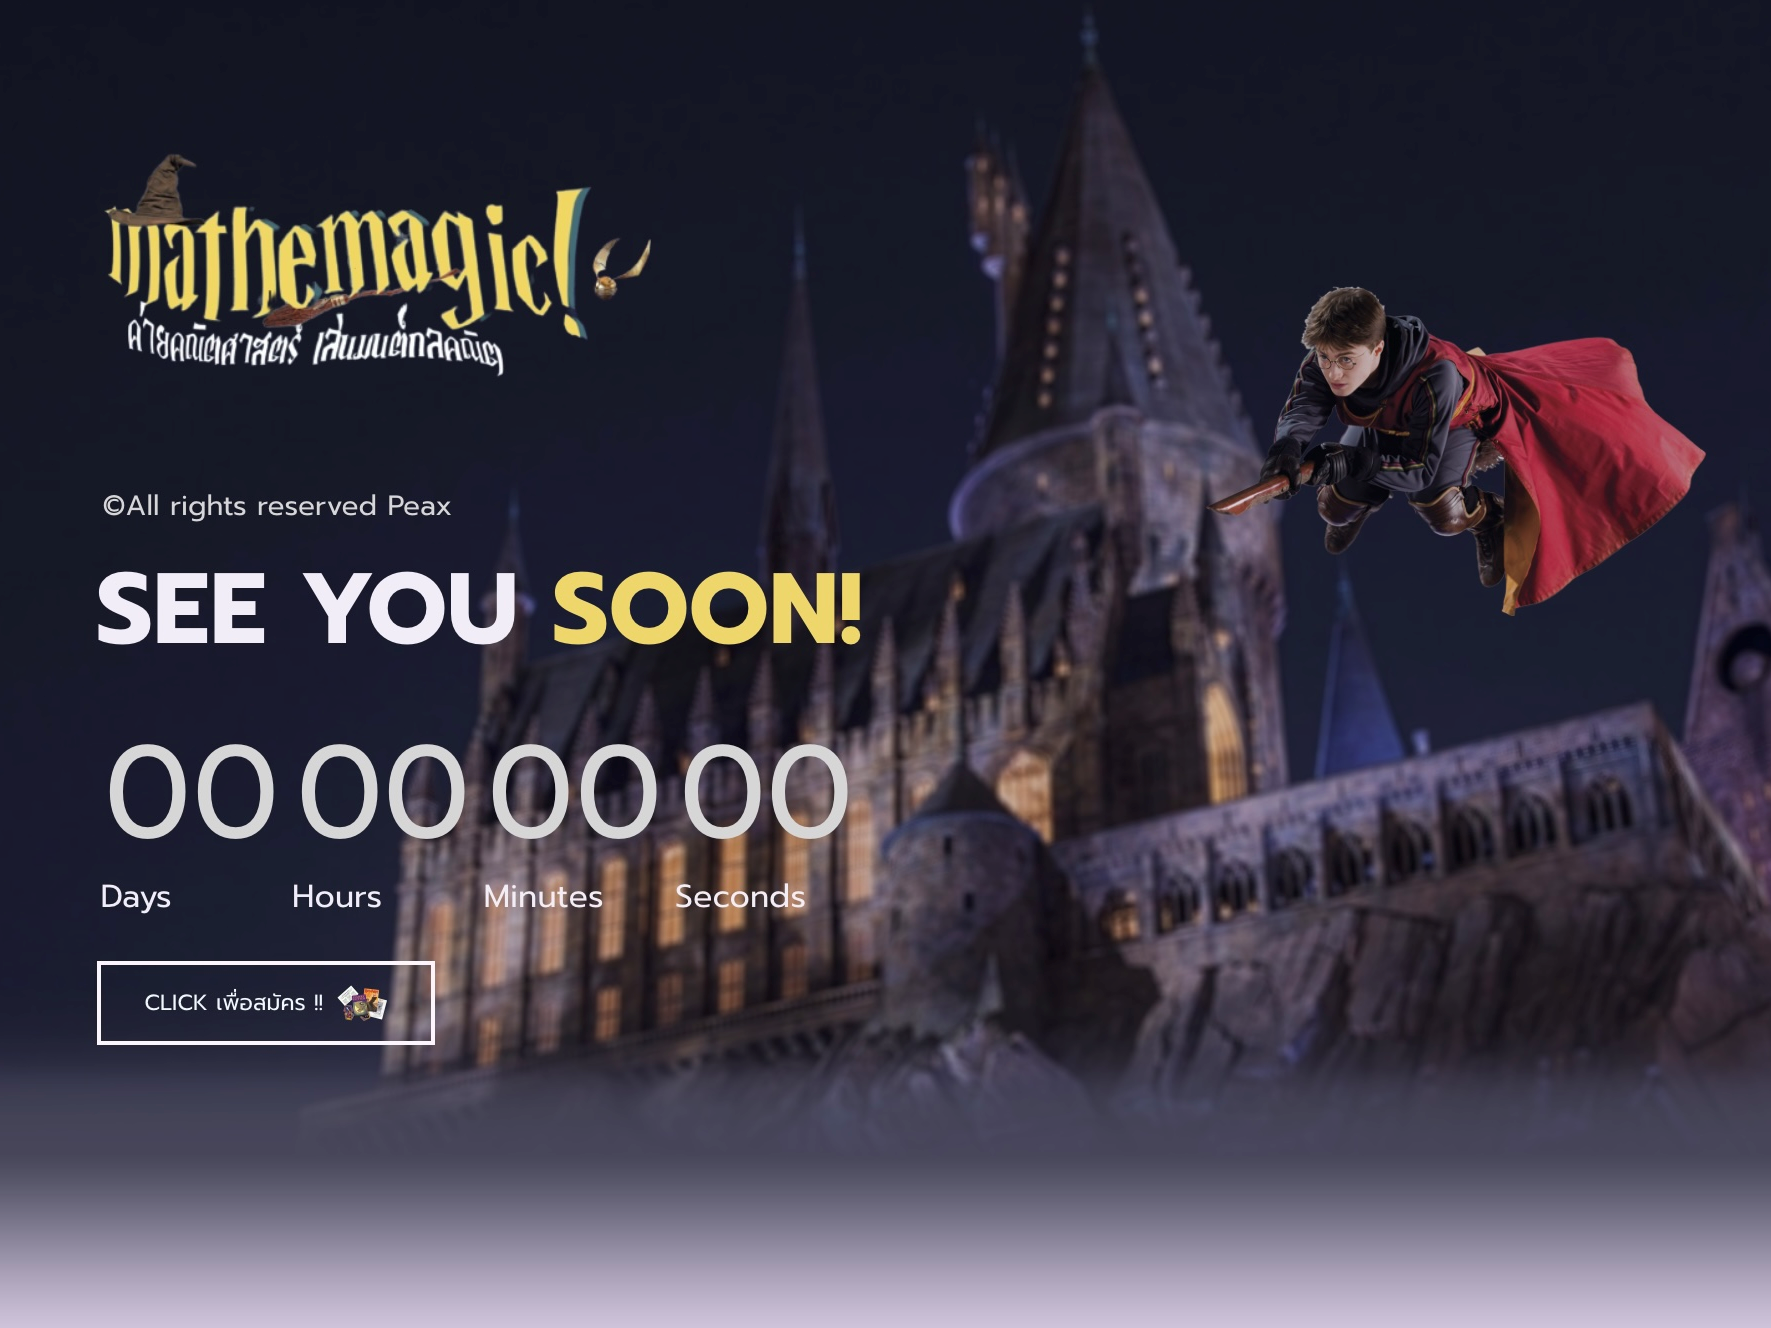 mathemagic!
ค่ายคณิตศาสตร์ เสนมนต์กลคณิต
©All rights reserved Peax
SEE YOU SOON!
00 00 00 00
Days Hours Minutes Seconds
CLICK เพื่อสมัคร !!